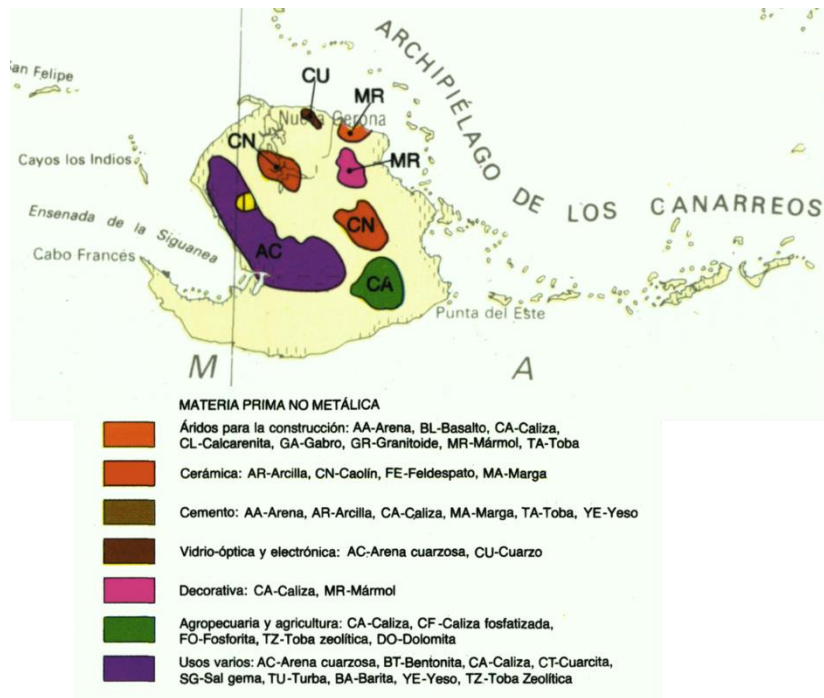 San Felipe
ARCHIPIÉLAGO DE LOS CANARREOS
CU
MR
Nueva Gerona
CN
Cayos los Indios
MR
Ensenada de la Siguanea
CN
AC
Cabo Francés
CA
Punta del Este
M A
MATERIA PRIMA NO METÁLICA
Áridos para la construcción: AA-Arena, BL-Basalto, CA-Caliza,
CL-Calcarenita, GA-Gabro, GR-Granitoide, MR-Mármol, TA-Toba
Cerámica: AR-Arcilla, CN-Caolín, FE-Feldespato, MA-Marga
Cemento: AA-Arena, AR-Arcilla, CA-Caliza, MA-Marga, TA-Toba, YE-Yeso
Vidrio-óptica y electrónica: AC-Arena cuarzosa, CU-Cuarzo
Decorativa: CA-Caliza, MR-Mármol
Agropecuaria y agricultura: CA-Caliza, CF-Caliza fosfatizada,
FO-Fosforita, TZ-Toba zeolítica, DO-Dolomita
Usos varios: AC-Arena cuarzosa, BT-Bentonita, CA-Caliza, CT-Cuarcita,
SG-Sal gema, TU-Turba, BA-Barita, YE-Yeso, TZ-Toba Zeolítica